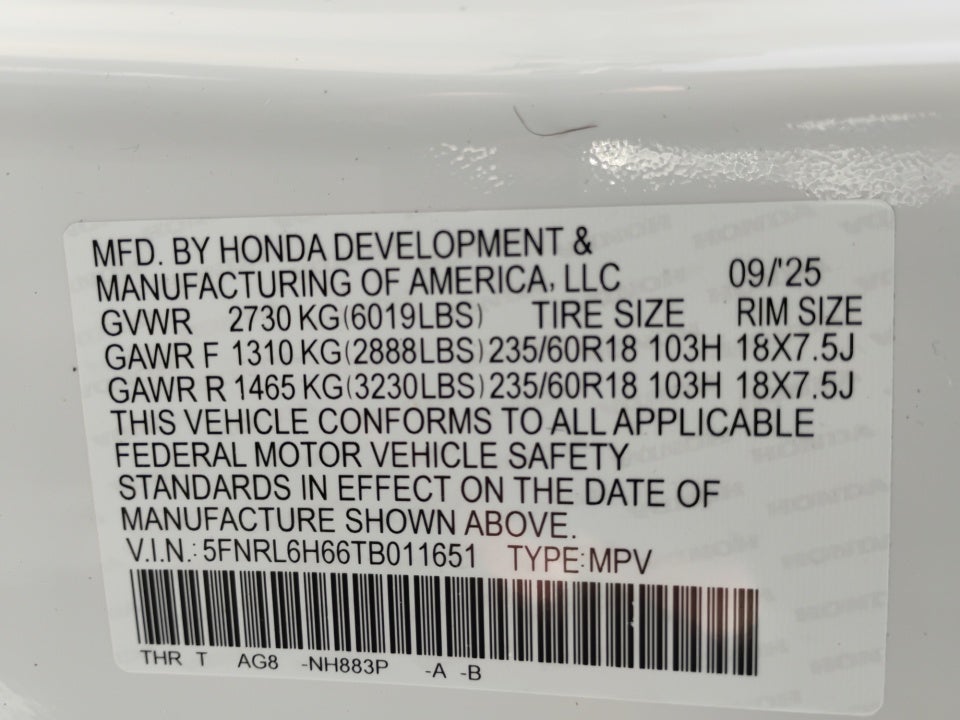 MFD. BY HONDA DEVELOPMENT &
MANUFACTURING OF AMERICA, LLC 09/'25
GVWR 2730 KG(6019LBS) TIRE SIZE RIM SIZE
GAWR F 1310 KG(2888LBS) 235/60R18 103H 18X7.5J
GAWR R 1465 KG(3230LBS) 235/60R18 103H 18X7.5J
THIS VEHICLE CONFORMS TO ALL APPLICABLE
FEDERAL MOTOR VEHICLE SAFETY
STANDARDS IN EFFECT ON THE DATE OF
MANUFACTURE SHOWN ABOVE.
V.I.N.: 5FNRL6H66TB011651 TYPE:MPV
THR T AG8 -NH883P -A -B